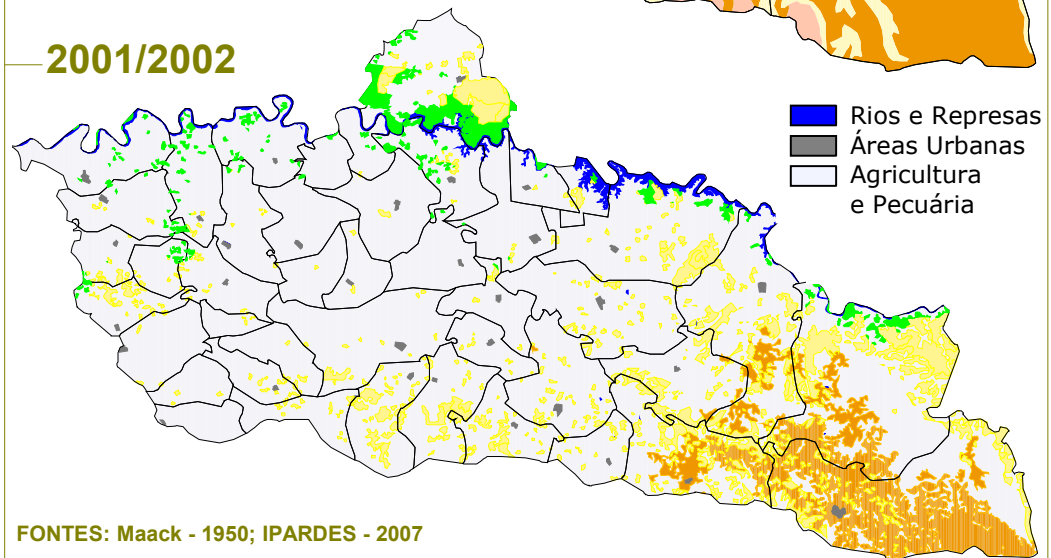 2001/2002
Rios e Represas
Áreas Urbanas
Agricultura
e Pecuária
FONTES: Maack - 1950; IPARDES - 2007